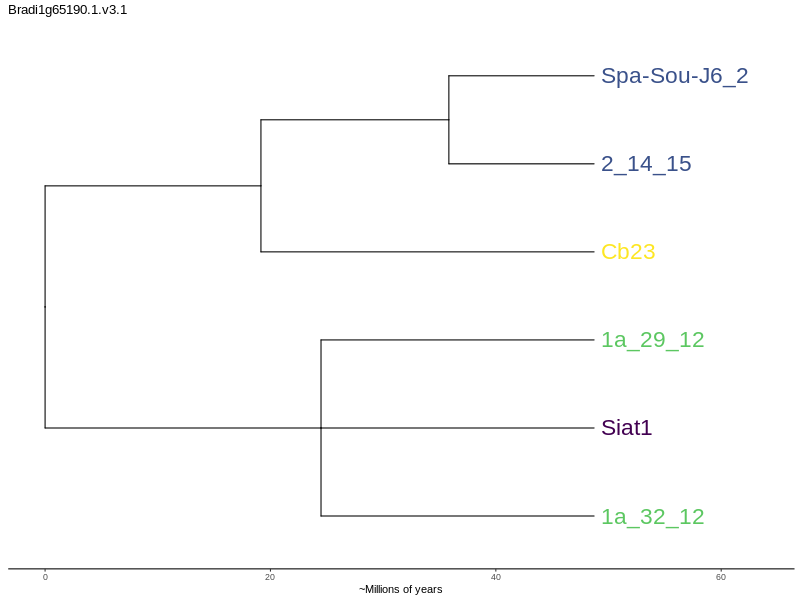 Bradi1g65190.1.v3.1
Spa-Sou-J6_2
2_14_15
Cb23
1a_29_12
Siat1
1a_32_12
0 20 40 60
~Millions of years